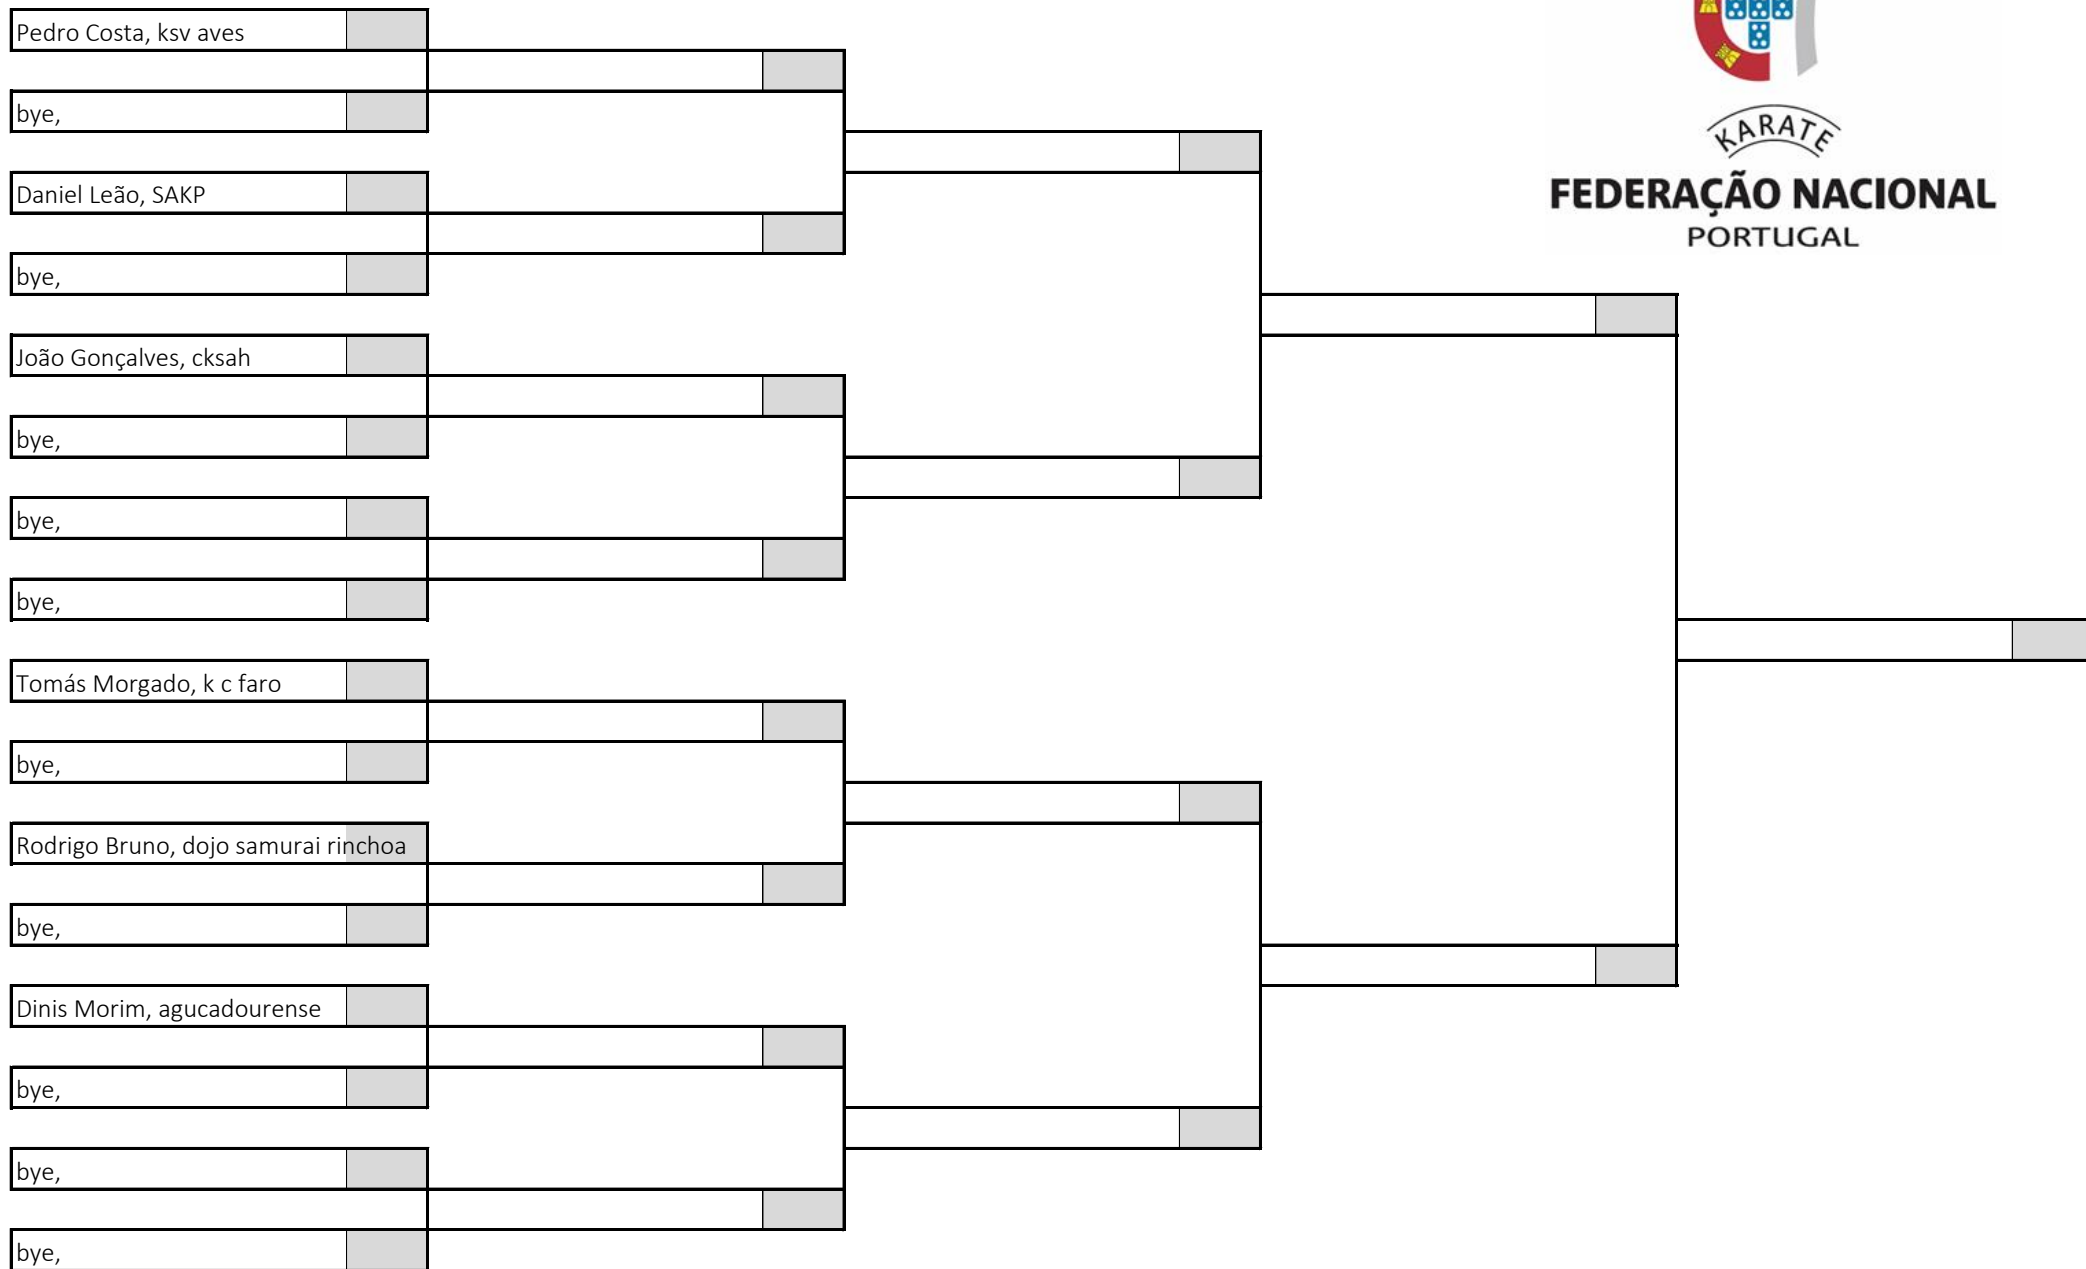 Pedro Costa, ksv aves
bye,
Daniel Leão, SAKP
bye,
João Gonçalves, cksah
bye,
bye,
bye,
Tomás Morgado, k c faro
bye,
Rodrigo Bruno, dojo samurai rinchoa
bye,
Dinis Morim, agucadourense
bye,
bye,
bye,
KARATE
FEDERAÇÃO NACIONAL
PORTUGAL